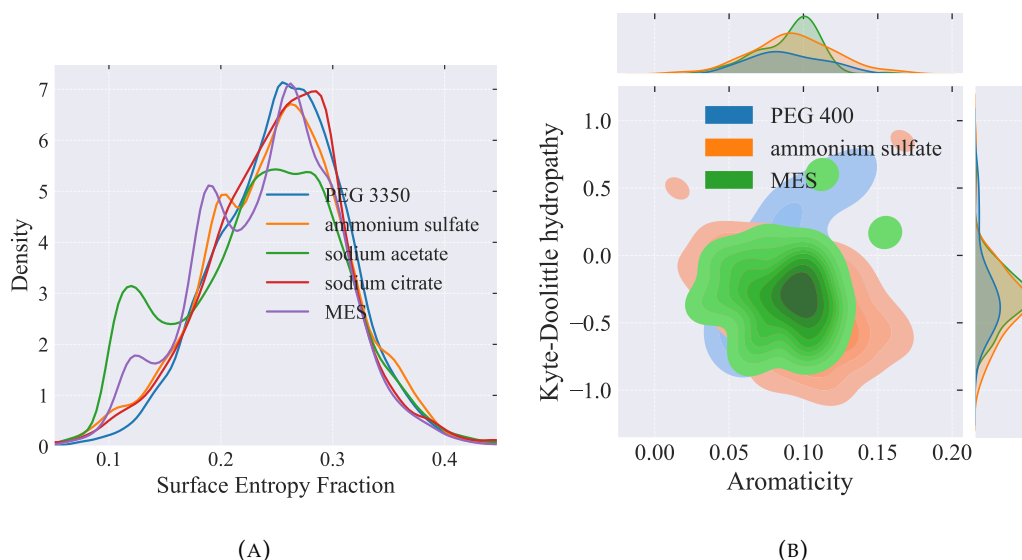 7
6
5
4
3
2
1
0
Density
PEG 3350
ammonium sulfate
sodium acetate
sodium citrate
MES
0.1 0.2 0.3 0.4
Surface Entropy Fraction
(A)
PEG 400
ammonium sulfate
MES
1.0
0.5
0.0
−0.5
−1.0
Kyte-Doolittle hydropathy
0.00 0.05 0.10 0.15 0.20
Aromaticity
(B)